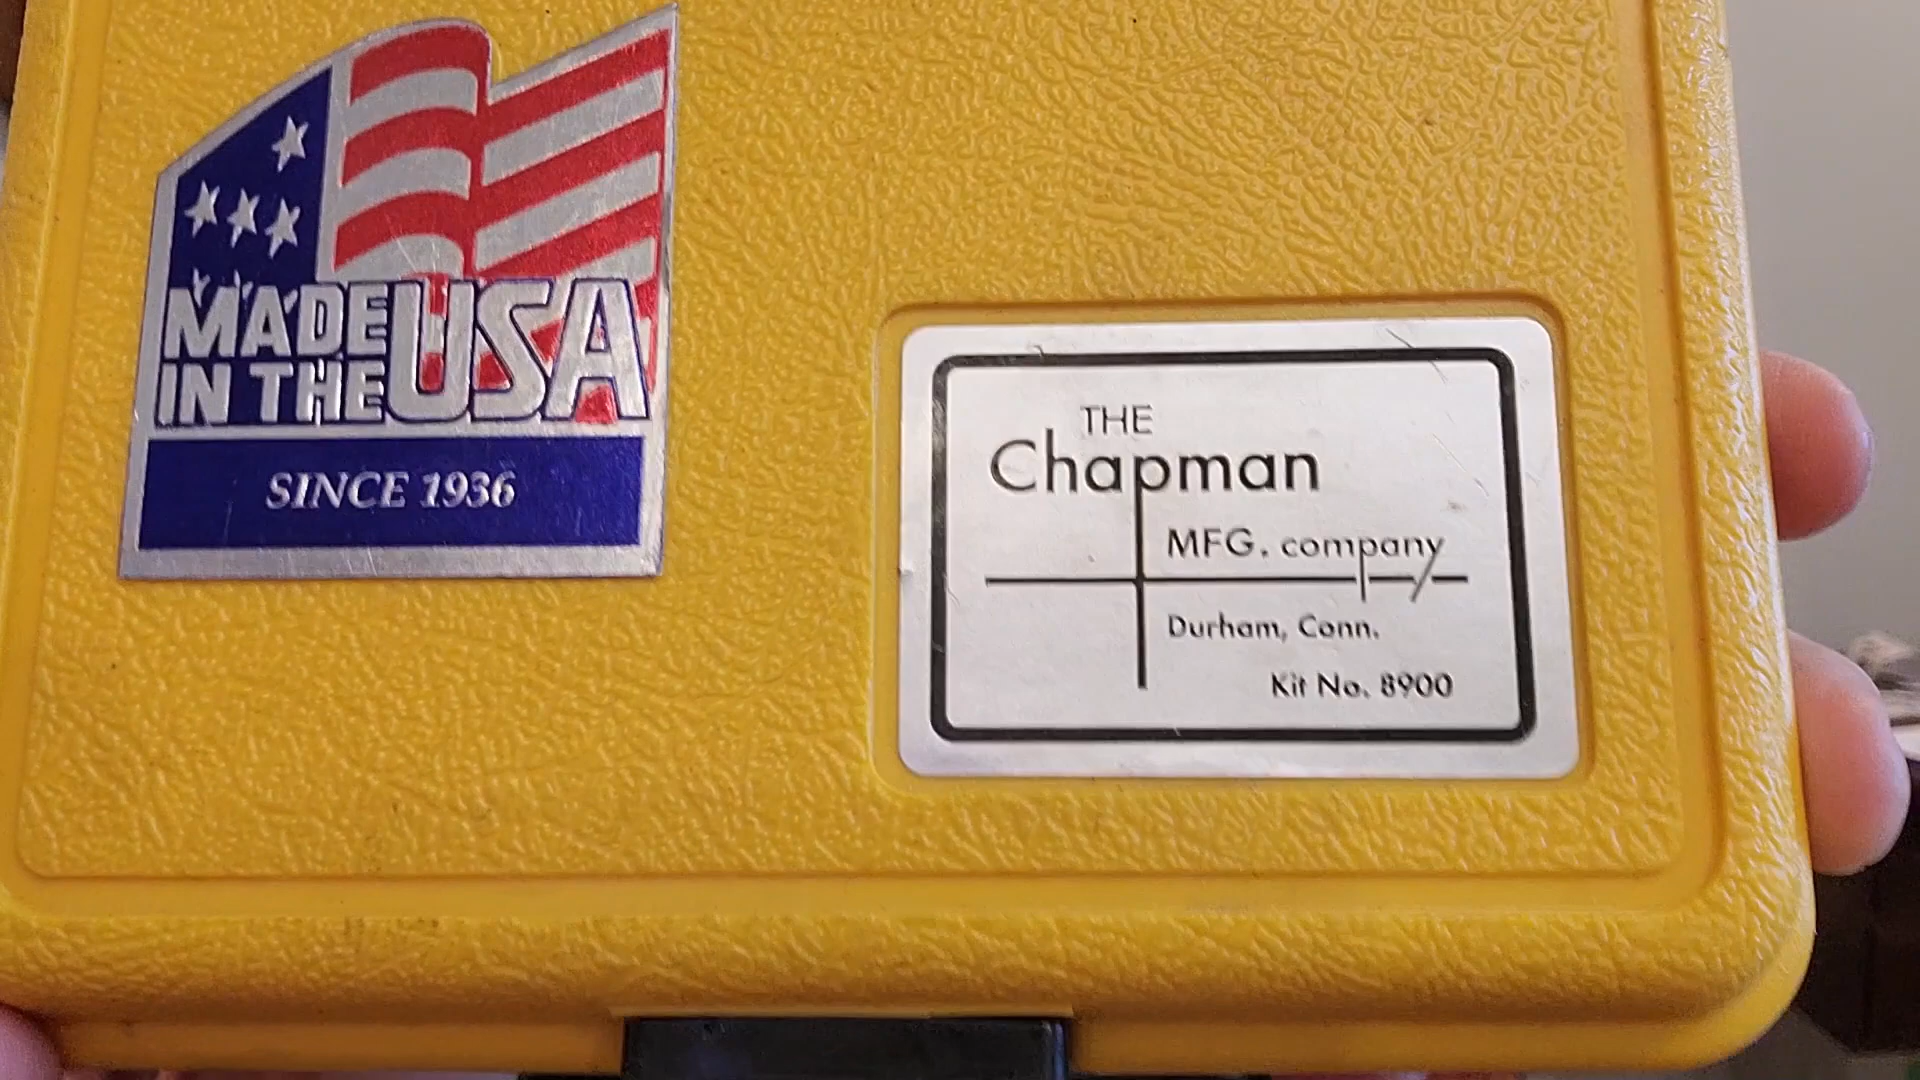 MADE
IN THE USA
SINCE 1936
THE
Chapman
MFG. company
Durham, Conn.
Kit No. 8900